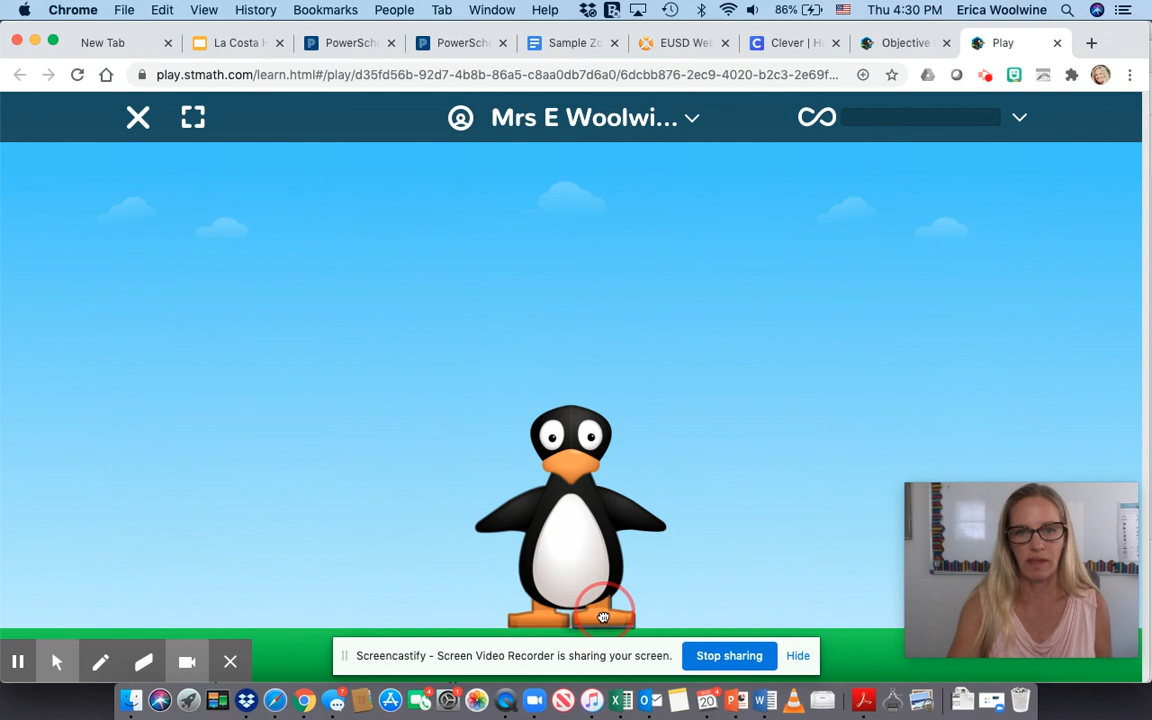 Chrome File Edit View History Bookmarks People Tab Window Help 86% Thu 4:30 PM Erica Woolwine
New Tab La Costa H PowerSch PowerSch Sample Zo EUSD Web Clever | Ho Objective Play
play.stmath.com/learn.html#/play/d35fd56b-92d7-4b8b-86a5-c8aa0db7d6a0/6dcbb876-2ec9-4020-b2c3-2e69f...
Mrs E Woolwi...
Screencastify - Screen Video Recorder is sharing your screen. Stop sharing Hide